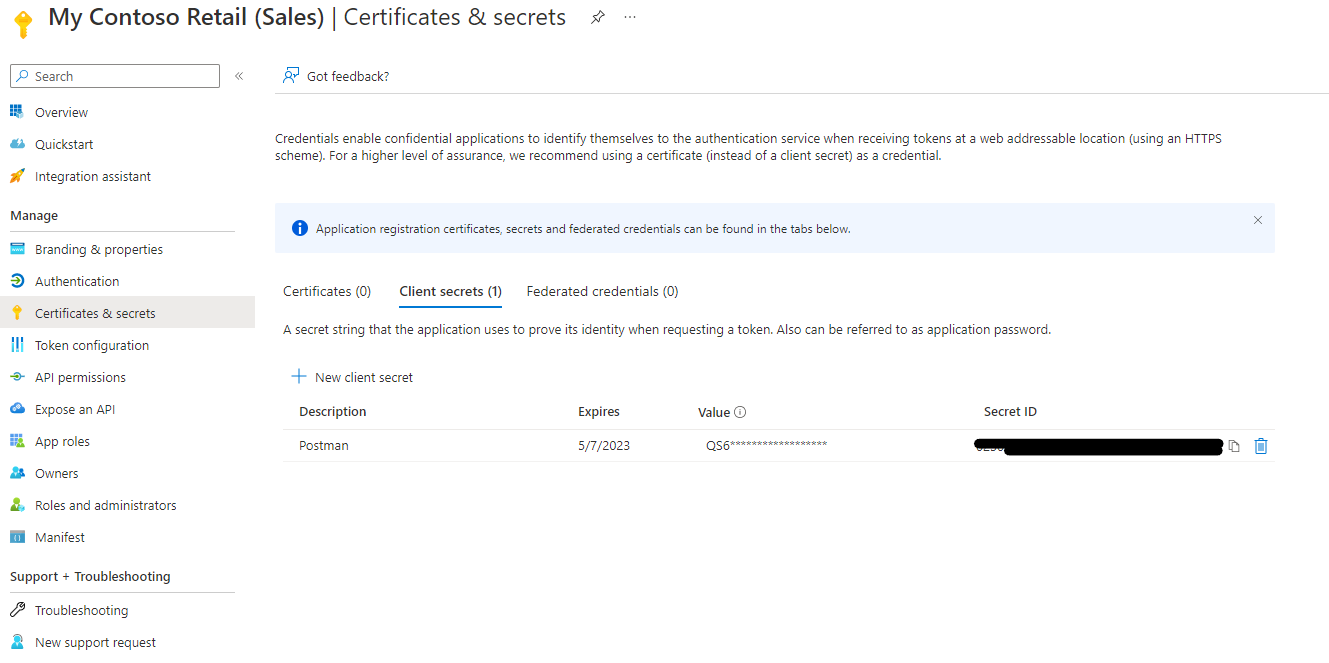 My Contoso Retail (Sales) | Certificates & secrets
Search
Overview
Quickstart
Integration assistant
Manage
Branding & properties
Authentication
Certificates & secrets
Token configuration
API permissions
Expose an API
App roles
Owners
Roles and administrators
Manifest
Support + Troubleshooting
Troubleshooting
New support request
Got feedback?
Credentials enable confidential applications to identify themselves to the authentication service when receiving tokens at a web addressable location (using an HTTPS
scheme). For a higher level of assurance, we recommend using a certificate (instead of a client secret) as a credential.
Application registration certificates, secrets and federated credentials can be found in the tabs below.
Certificates (0) Client secrets (1) Federated credentials (0)
A secret string that the application uses to prove its identity when requesting a token. Also can be referred to as application password.
New client secret
Description Expires Value Secret ID
Postman 5/7/2023 QS6******************